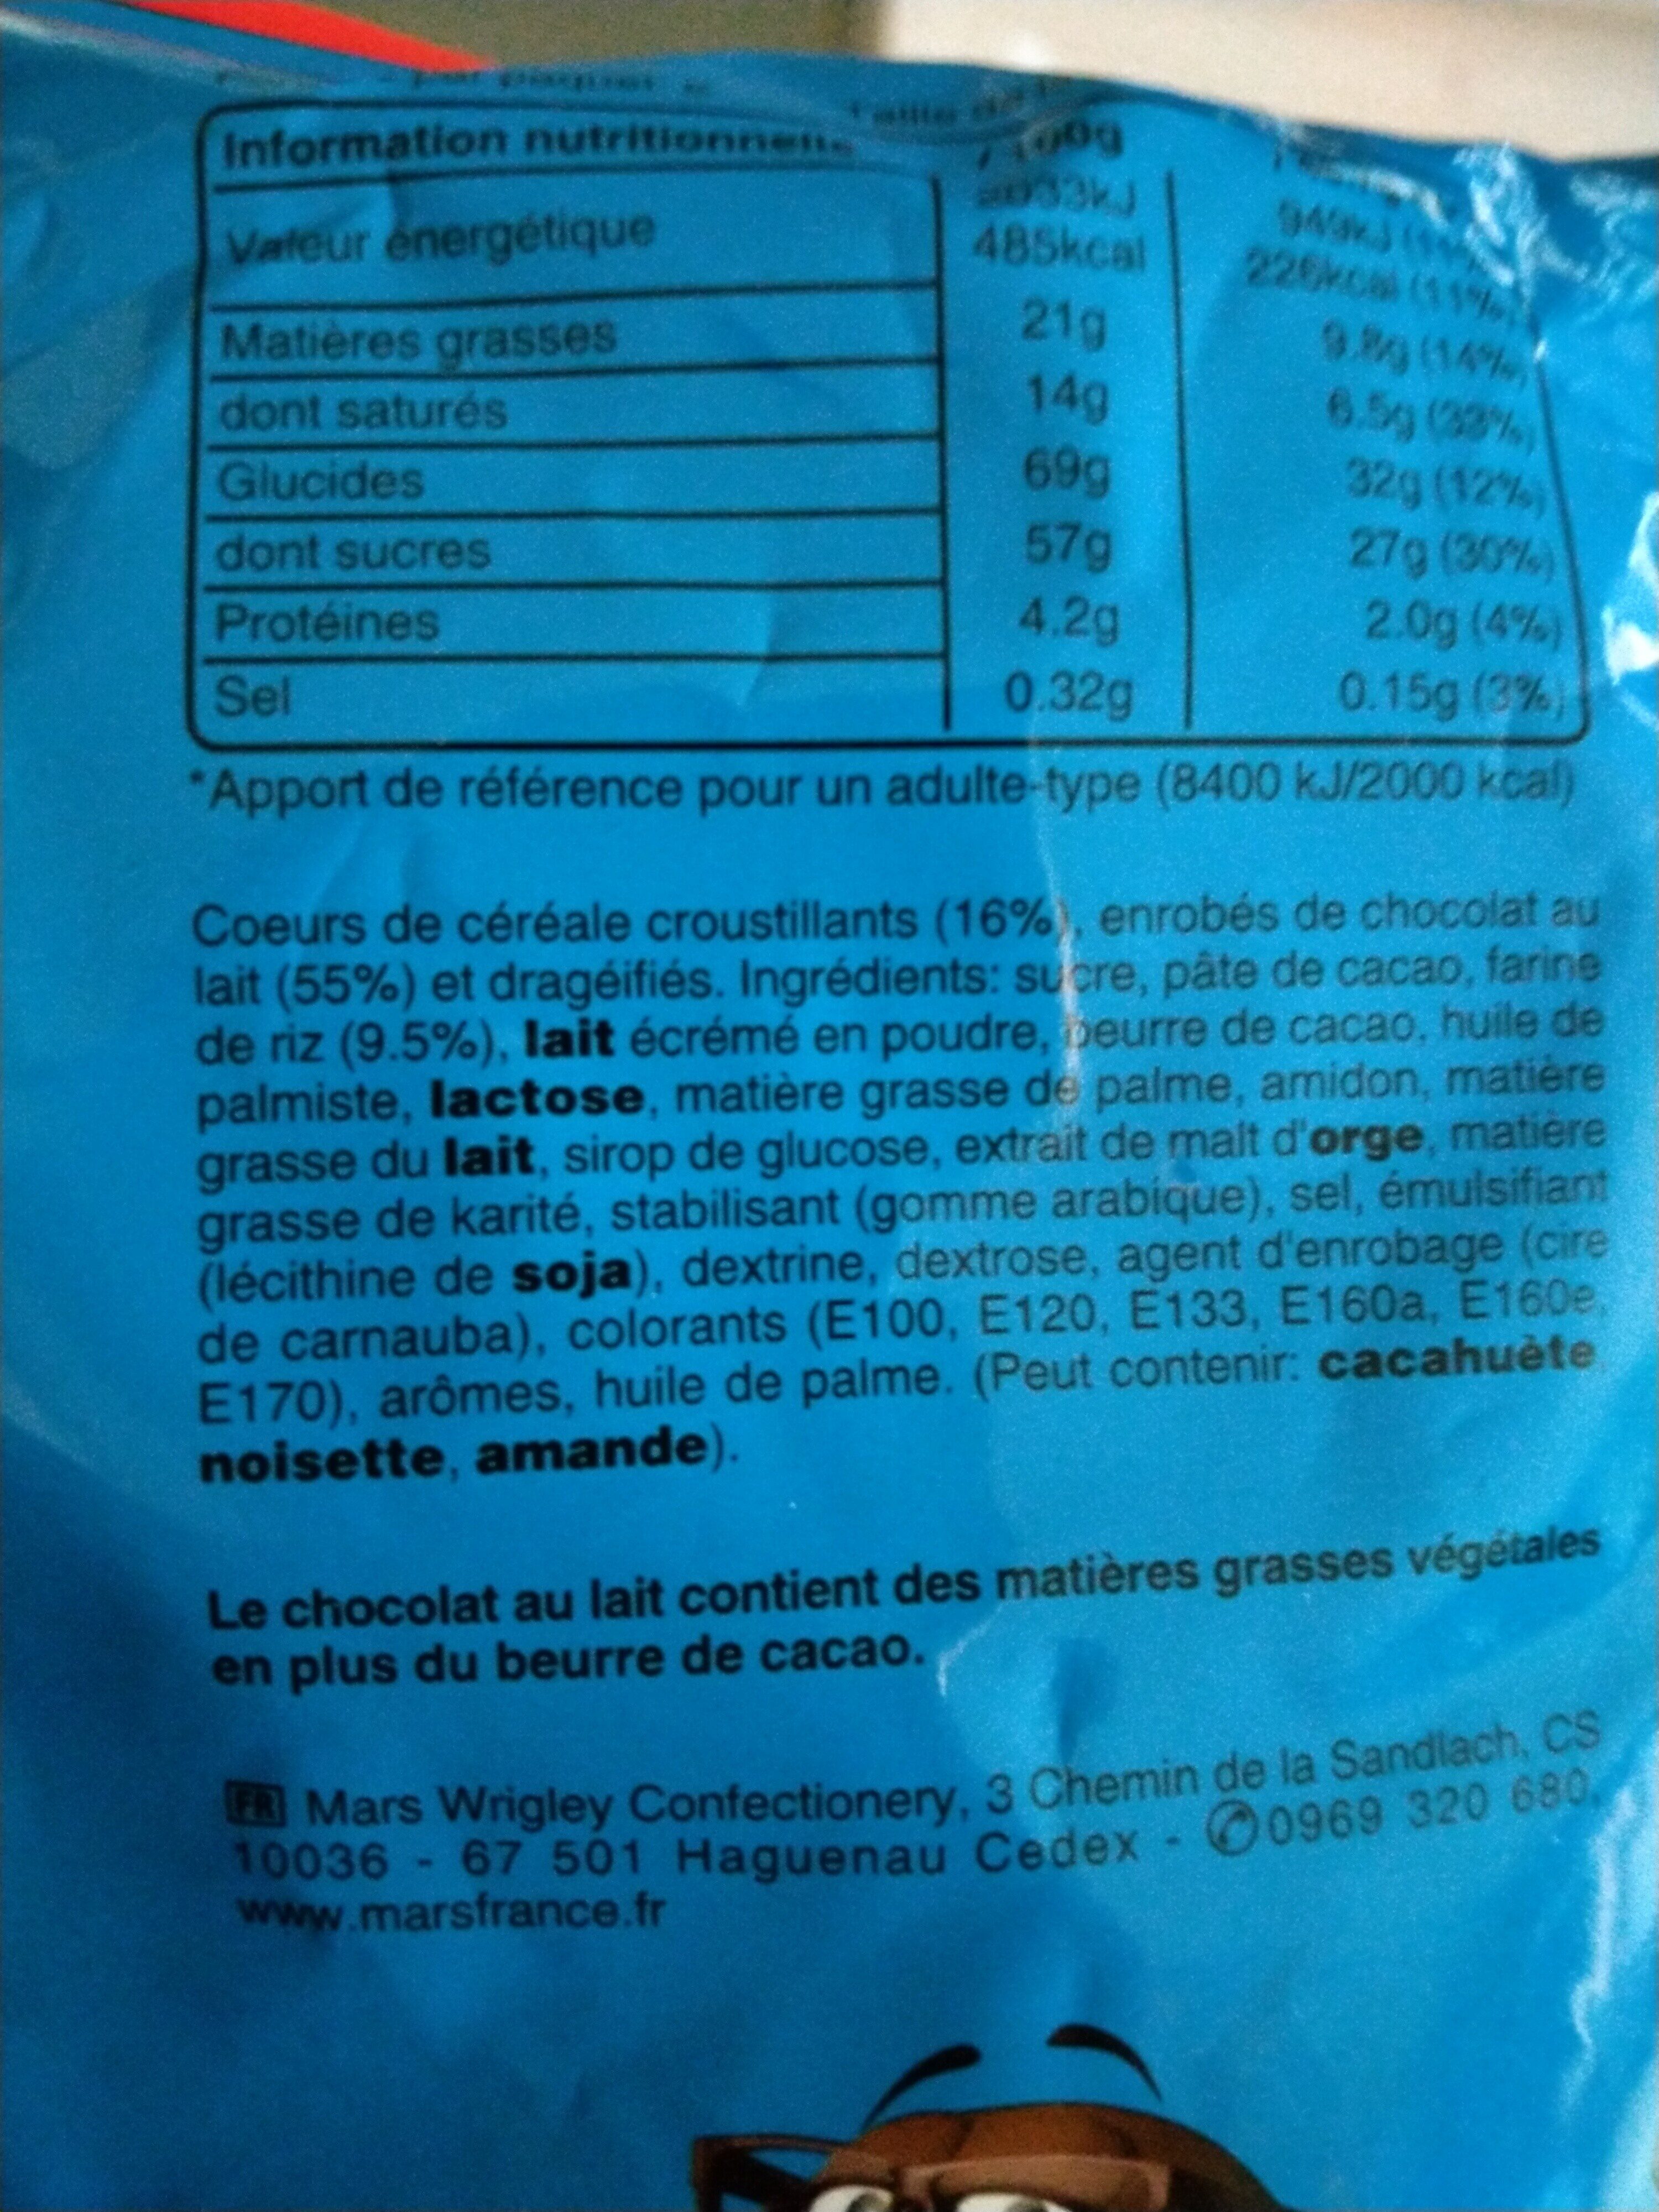 Information nutritionnelle
Valeur énergétique 2033kJ 949kJ
485kcal 226kcal (11%)
Matières grasses 21g 9.8g (14%)
dont saturés 14g 6.5g (33%)
Glucides 69g 32g (12%)
dont sucres 57g 27g (30%)
Protéines 4.2g 2.0g (4%)
Sel 0.32g 0.15g (3%)
*Apport de référence pour un adulte-type (8400 kJ/2000 kcal)
Coeurs de céréale croustillants (16%), enrobés de chocolat au
lait (55%) et dragéifiés. Ingrédients: sucre, pâte de cacao, farine
de riz (9.5%), lait écrémé en poudre, beurre de cacao, huile de
palmiste, lactose, matière grasse de palme, amidon, matière
grasse du lait, sirop de glucose, extrait de malt d'orge, matière
grasse de karité, stabilisant (gomme arabique), sel, émulsifiant
(lécithine de soja), dextrine, dextrose, agent d'enrobage (cire
de carnauba), colorants (E100, E120, E133, E160a, E160e,
E170), arômes, huile de palme. (Peut contenir: cacahuète,
noisette, amande).
Le chocolat au lait contient des matières grasses végétales
en plus du beurre de cacao.
FR Mars Wrigley Confectionery, 3 Chemin de la Sandlach, CS
10036 - 67 501 Haguenau Cedex - ✆0969 320 680,
www.marsfrance.fr